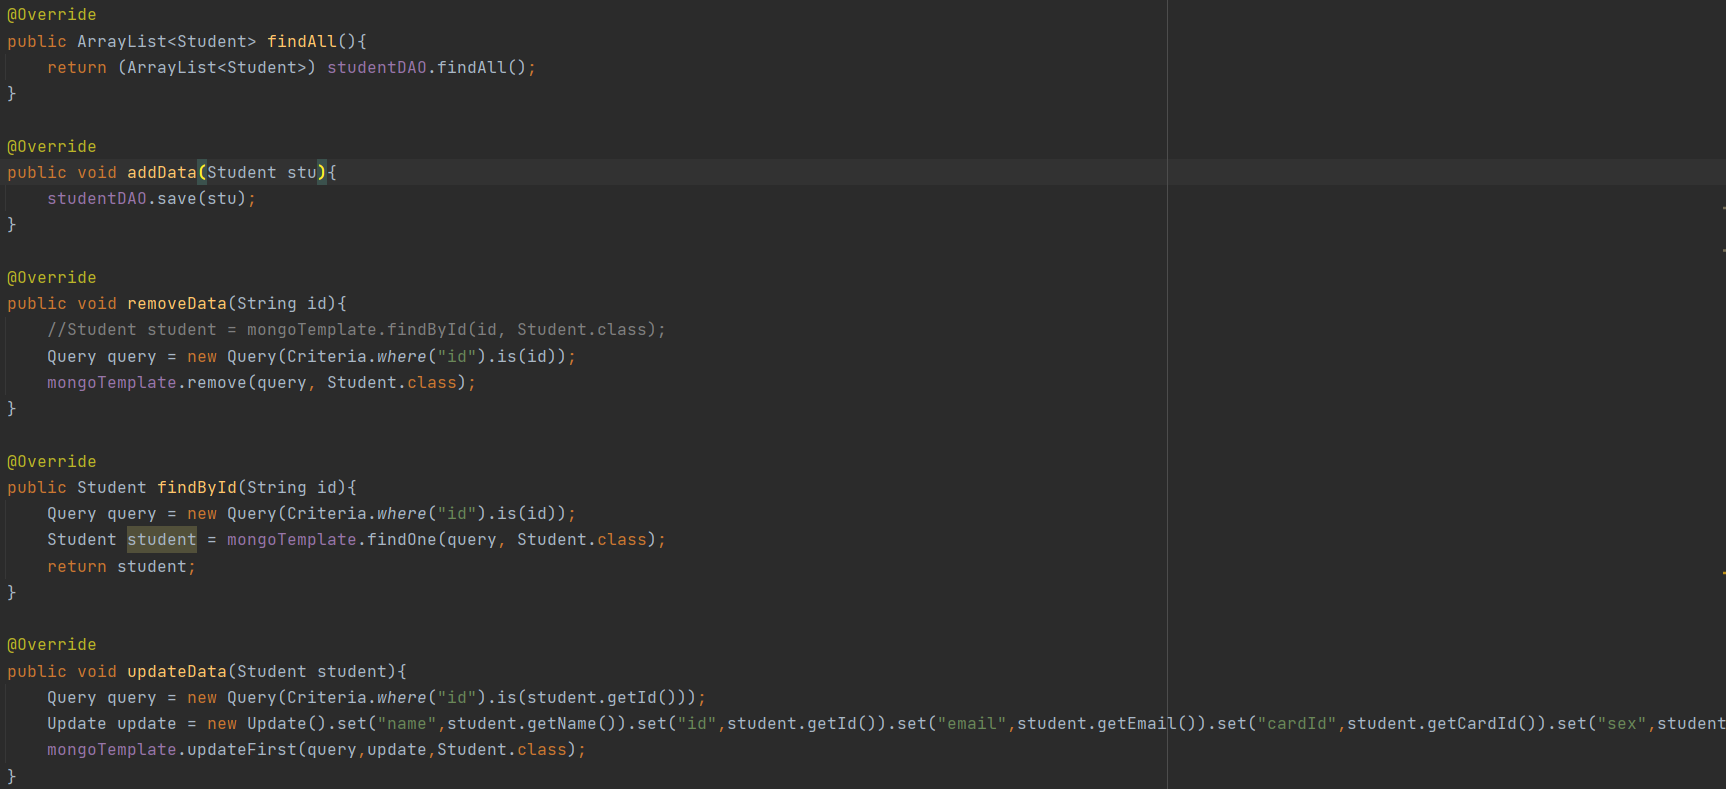 @Override
public ArrayList<Student> findAll(){
    return (ArrayList<Student>) studentDAO.findAll();
}
@Override
public void addData(Student stu){
    studentDAO.save(stu);
}
@Override
public void removeData(String id){
    //Student student = mongoTemplate.findById(id, Student.class);
    Query query = new Query(Criteria.where("id").is(id));
    mongoTemplate.remove(query, Student.class);
}
@Override
public Student findById(String id){
    Query query = new Query(Criteria.where("id").is(id));
    Student student = mongoTemplate.findOne(query, Student.class);
    return student;
}
@Override
public void updateData(Student student){
    Query query = new Query(Criteria.where("id").is(student.getId()));
    Update update = new Update().set("name",student.getName()).set("id",student.getId()).set("email",student.getEmail()).set("cardId",student.getCardId()).set("sex",student
    mongoTemplate.updateFirst(query,update,Student.class);
}